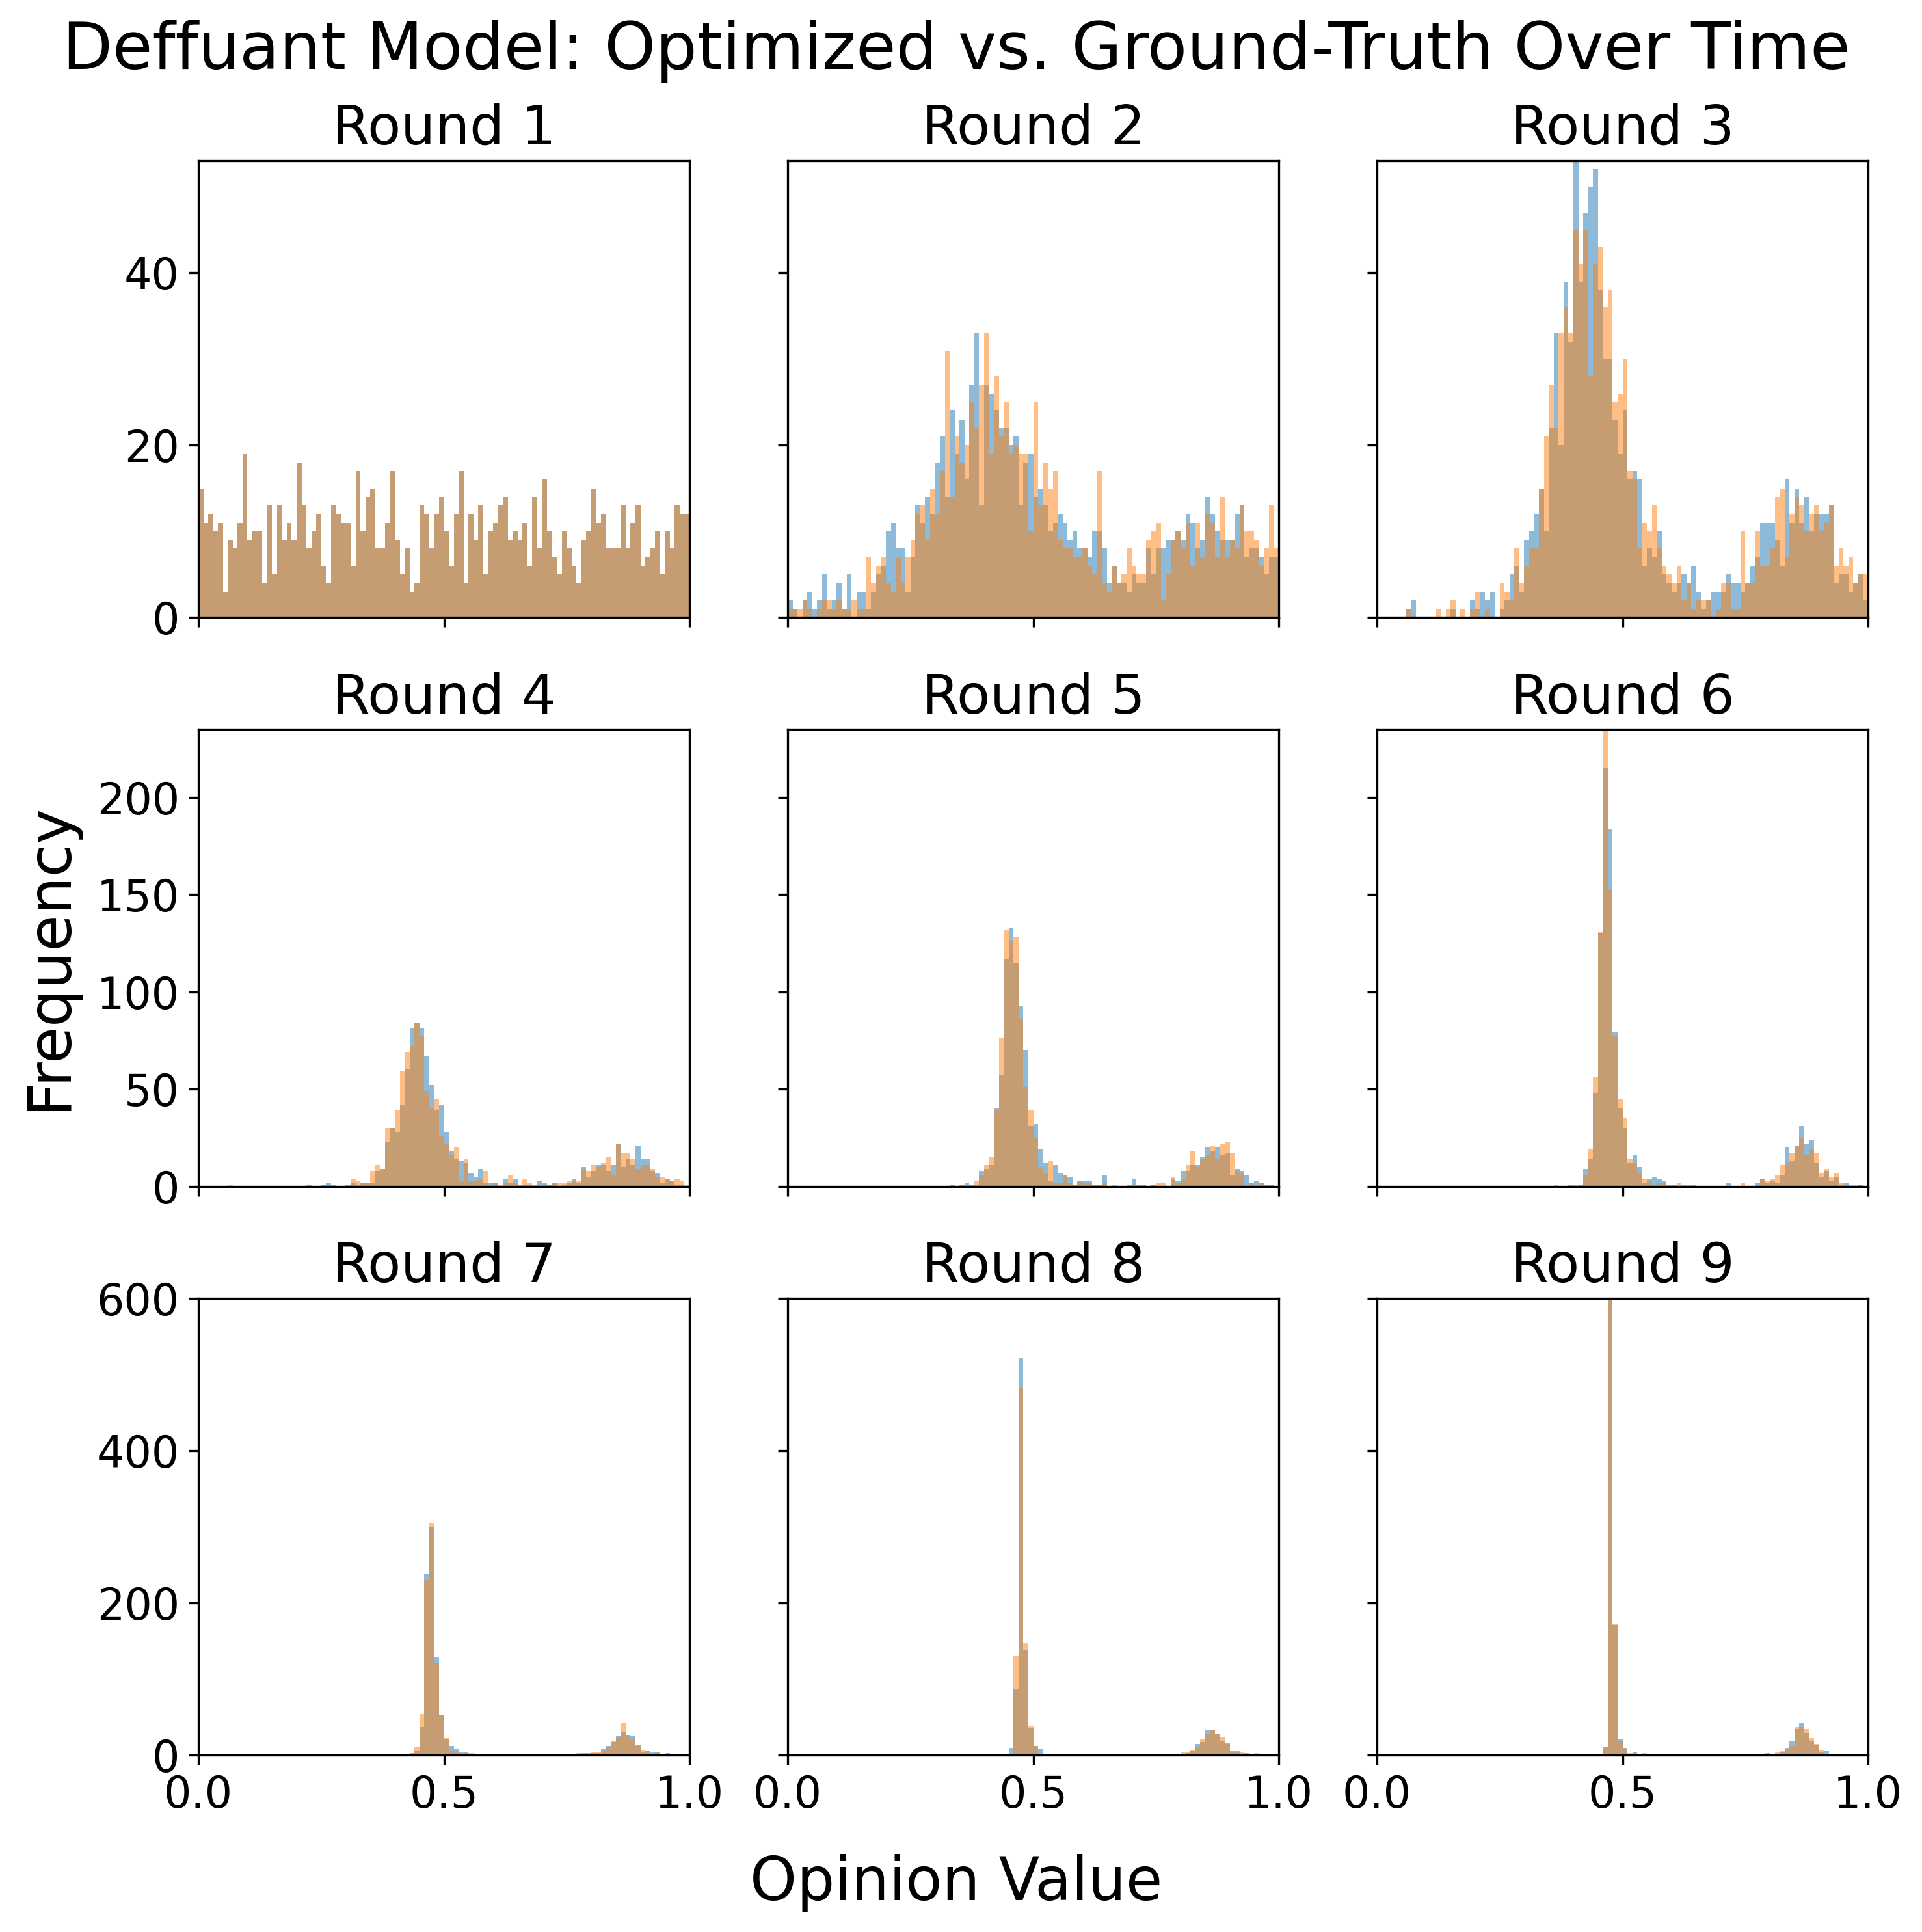 Deffuant Model: Optimized vs. Ground-Truth Over Time
Round 1 Round 2 Round 3
40
20
0
Round 4 Round 5 Round 6
200
150
100
50
0
Frequency
Round 7 Round 8 Round 9
600
400
200
0
0.0 0.5 1.0 0.0 0.5 1.0 0.0 0.5 1.0
Opinion Value